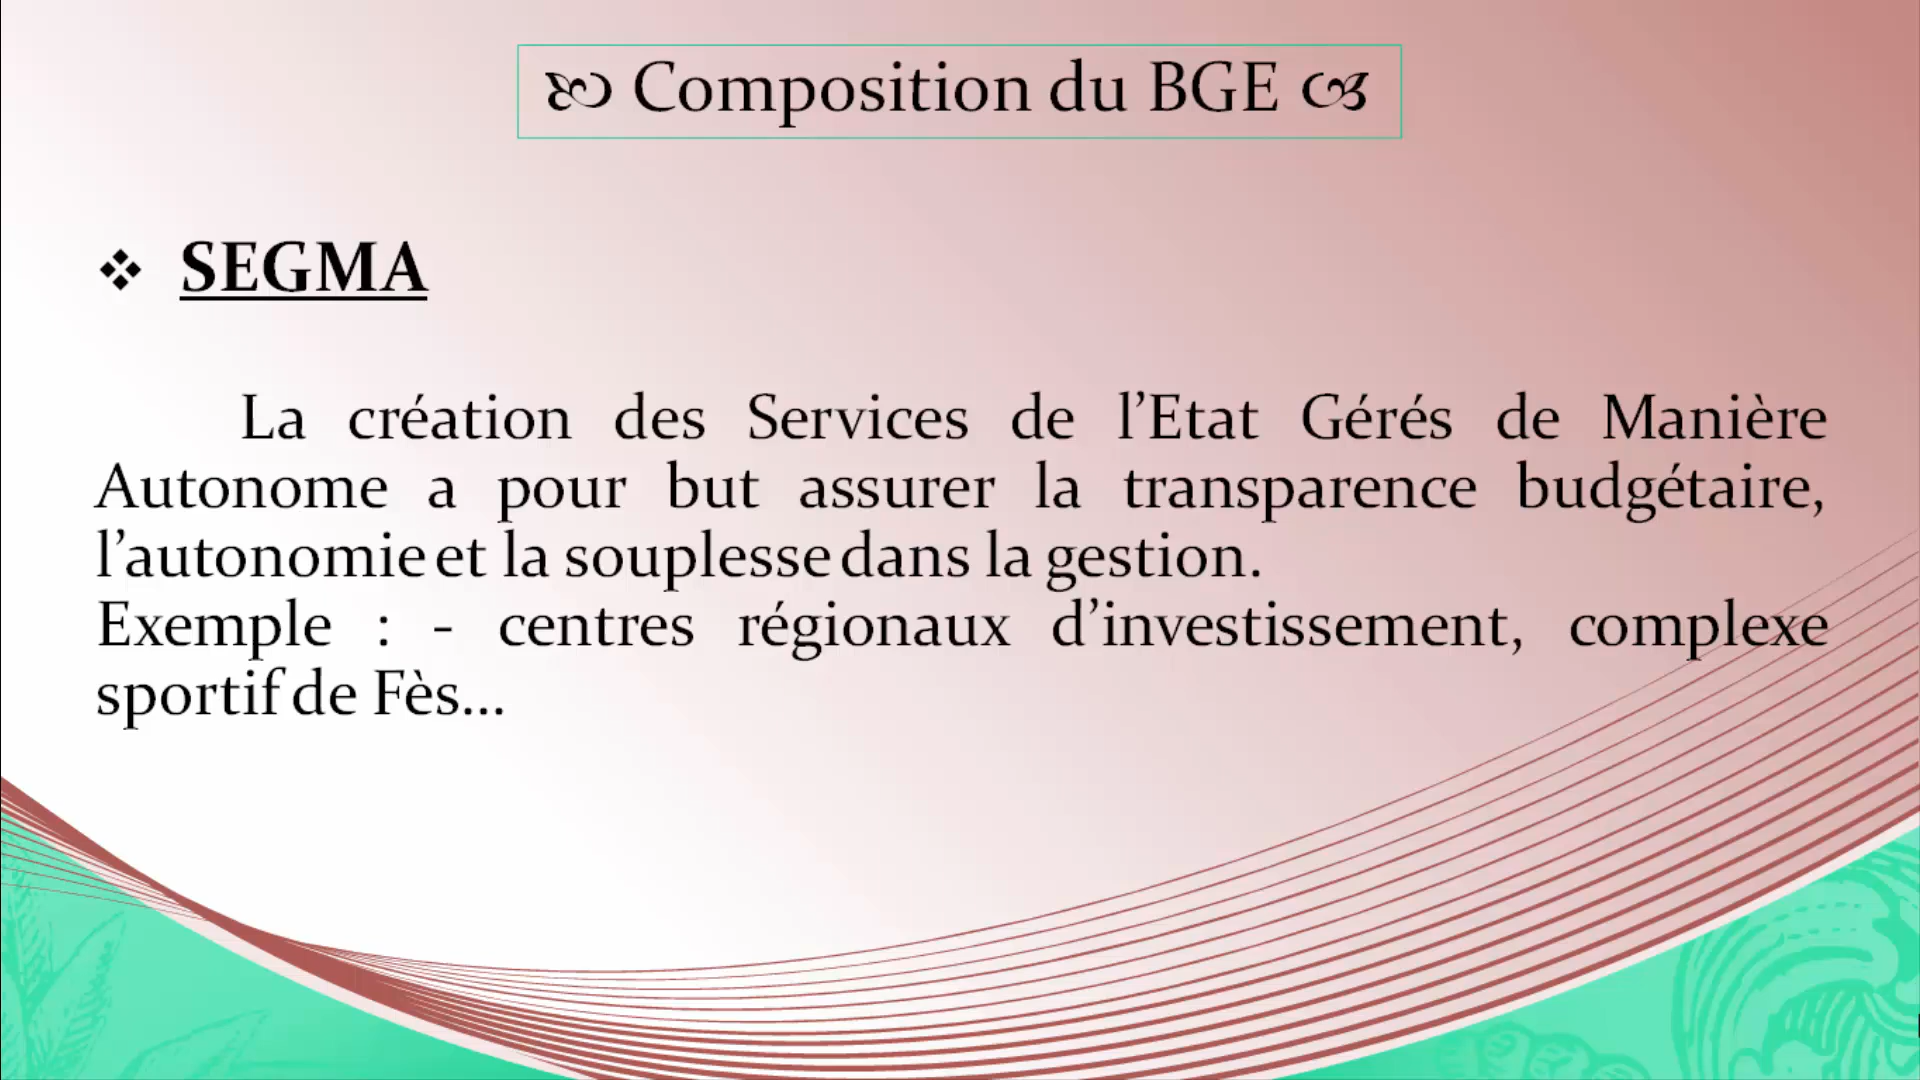 Composition du BGE
SEGMA
La création des Services de l’Etat Gérés de Manière
Autonome a pour but assurer la transparence budgétaire,
l’autonomie et la souplesse dans la gestion.
Exemple : - centres régionaux d’investissement, complexe
sportif de Fès...